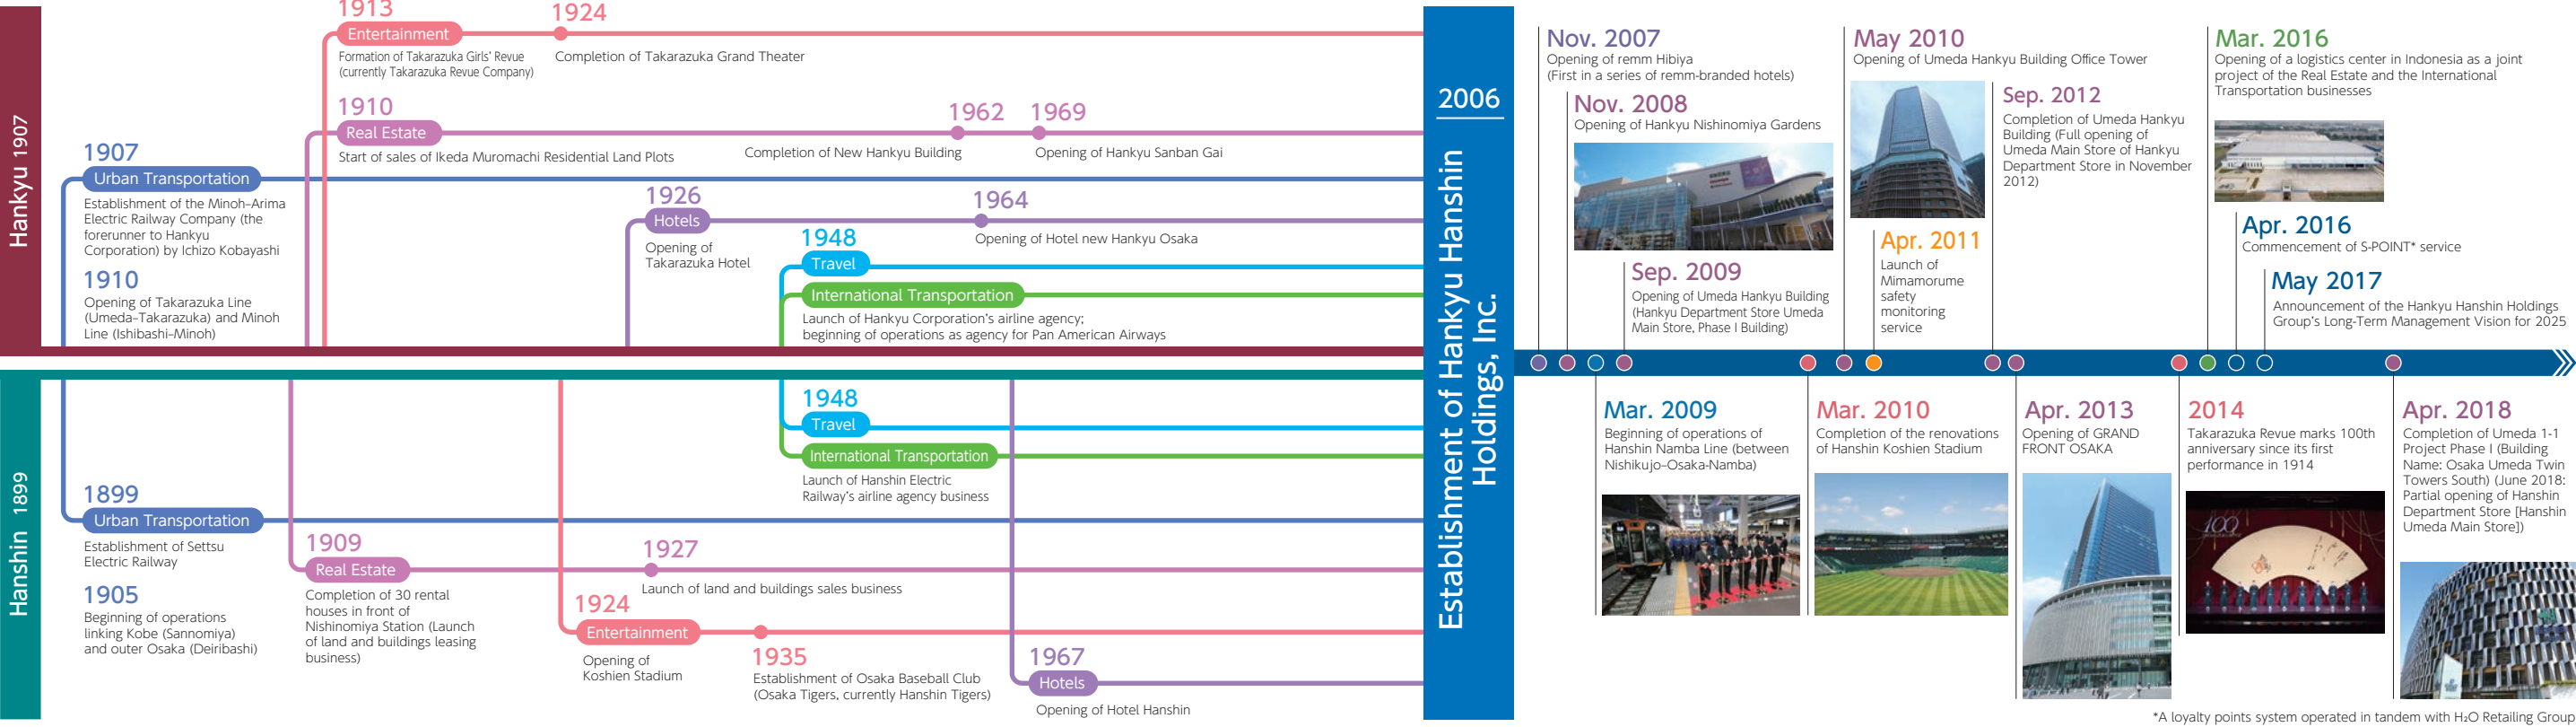 Hankyu 1907
1907
Urban Transportation
Establishment of the Minoh-Arima
Electric Railway Company (the
forerunner to Hankyu
Corporation) by Ichizo Kobayashi
1910
Opening of Takarazuka Line
(Umeda-Takarazuka) and Minoh
Line (Ishibashi-Minoh)
1913
Entertainment
Formation of Takarazuka Girls' Revue
(currently Takarazuka Revue Company)
1924
Completion of Takarazuka Grand Theater
1910
Real Estate
Start of sales of Ikeda Muromachi Residential Land Plots
1962
Completion of New Hankyu Building
1969
Opening of Hankyu Sanban Gai
1926
Hotels
Opening of
Takarazuka Hotel
1964
Opening of Hotel new Hankyu Osaka
1948
Travel
International Transportation
Launch of Hankyu Corporation's airline agency;
beginning of operations as agency for Pan American Airways
Hanshin 1899
1899
Urban Transportation
Establishment of Settsu
Electric Railway
1905
Beginning of operations
linking Kobe (Sannomiya)
and outer Osaka (Deiribashi)
1909
Real Estate
Completion of 30 rental
houses in front of
Nishinomiya Station (Launch
of land and buildings leasing
business)
1927
Launch of land and buildings sales business
1924
Entertainment
Opening of
Koshien Stadium
1935
Establishment of Osaka Baseball Club
(Osaka Tigers, currently Hanshin Tigers)
1948
Travel
International Transportation
Launch of Hanshin Electric
Railway's airline agency business
1967
Hotels
Opening of Hotel Hanshin
2006
Establishment of Hankyu Hanshin
Holdings, Inc.
Nov. 2007
Opening of remm Hibiya
(First in a series of remm-branded hotels)
Nov. 2008
Opening of Hankyu Nishinomiya Gardens
Sep. 2009
Opening of Umeda Hankyu Building
(Hankyu Department Store Umeda
Main Store, Phase I Building)
May 2010
Opening of Umeda Hankyu Building Office Tower
Apr. 2011
Launch of
Mimamorume
safety
monitoring
service
Sep. 2012
Completion of Umeda Hankyu
Building (Full opening of
Umeda Main Store of Hankyu
Department Store in November
2012)
Mar. 2016
Opening of a logistics center in Indonesia as a joint
project of the Real Estate and the International
Transportation businesses
Apr. 2016
Commencement of S-POINT* service
May 2017
Announcement of the Hankyu Hanshin Holdings
Group's Long-Term Management Vision for 2025
Mar. 2009
Beginning of operations of
Hanshin Namba Line (between
Nishikujo-Osaka-Namba)
Mar. 2010
Completion of the renovations
of Hanshin Koshien Stadium
Apr. 2013
Opening of GRAND
FRONT OSAKA
2014
Takarazuka Revue marks 100th
anniversary since its first
performance in 1914
100
Apr. 2018
Completion of Umeda 1-1
Project Phase I (Building
Name: Osaka Umeda Twin
Towers South) (June 2018:
Partial opening of Hanshin
Department Store [Hanshin
Umeda Main Store])
*A loyalty points system operated in tandem with H₂O Retailing Group